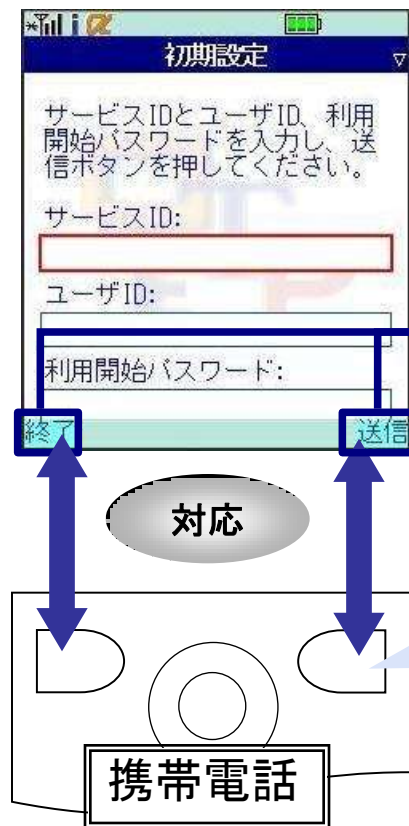 初期設定
サービスIDとユーザID、利用
開始パスワードを入力し、送
信ボタンを押してください。
サービスID:
ユーザID:
利用開始パスワード:
終了
送信
対応
携帯電話